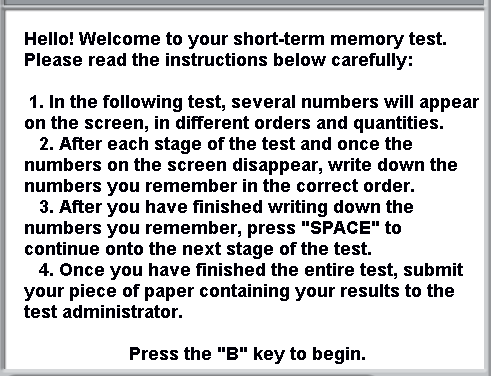 Hello! Welcome to your short-term memory test.
Please read the instructions below carefully:
1. In the following test, several numbers will appear
on the screen, in different orders and quantities.
2. After each stage of the test and once the
numbers on the screen disappear, write down the
numbers you remember in the correct order.
3. After you have finished writing down the
numbers you remember, press "SPACE" to
continue onto the next stage of the test.
4. Once you have finished the entire test, submit
your piece of paper containing your results to the
test administrator.
Press the "B" key to begin.